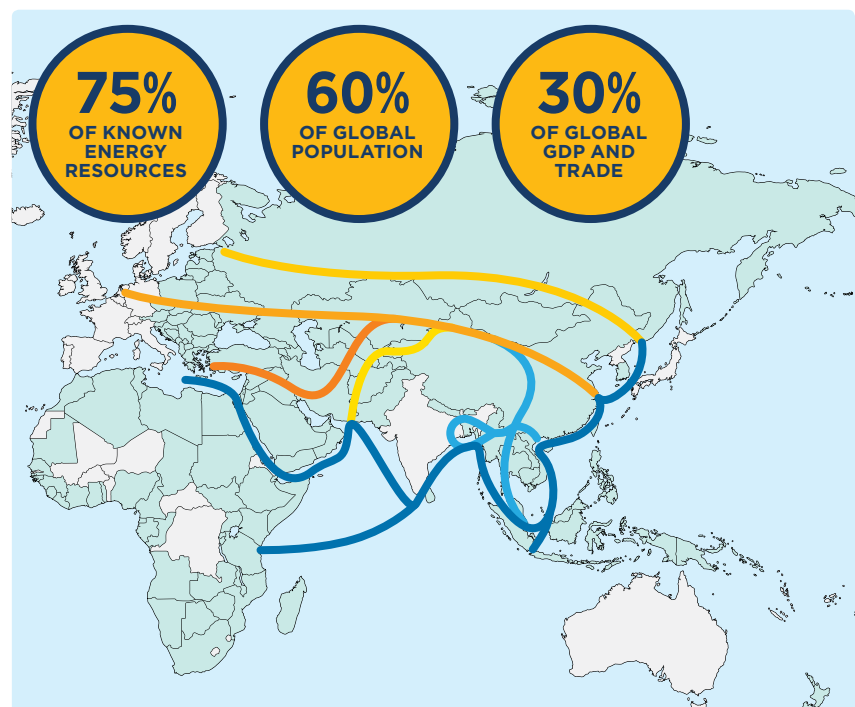 75%
OF KNOWN
ENERGY
RESOURCES
60%
OF GLOBAL
POPULATION
30%
OF GLOBAL
GDP AND
TRADE